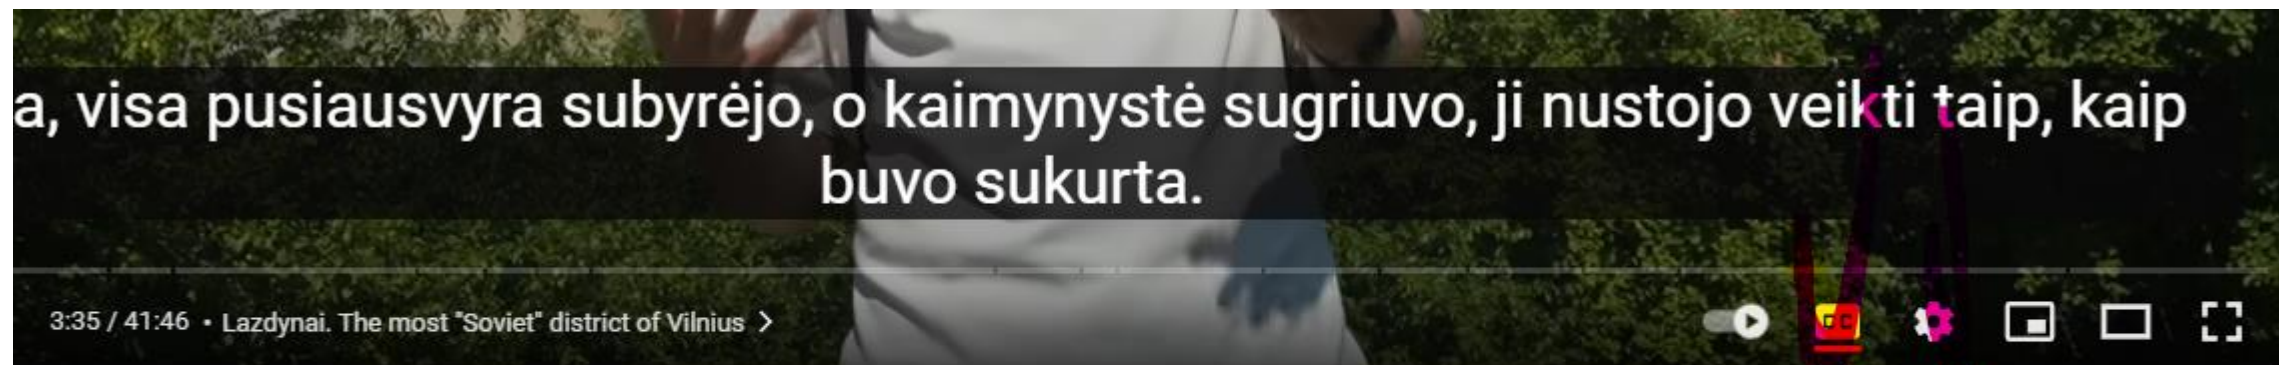 a, visa pusiausvyra subyrėjo, o kaimynystė sugriuvo, ji nustojo veikti taip, kaip
buvo sukurta.
3:35 / 41:46 • Lazdynai. The most "Soviet" district of Vilnius >
CC